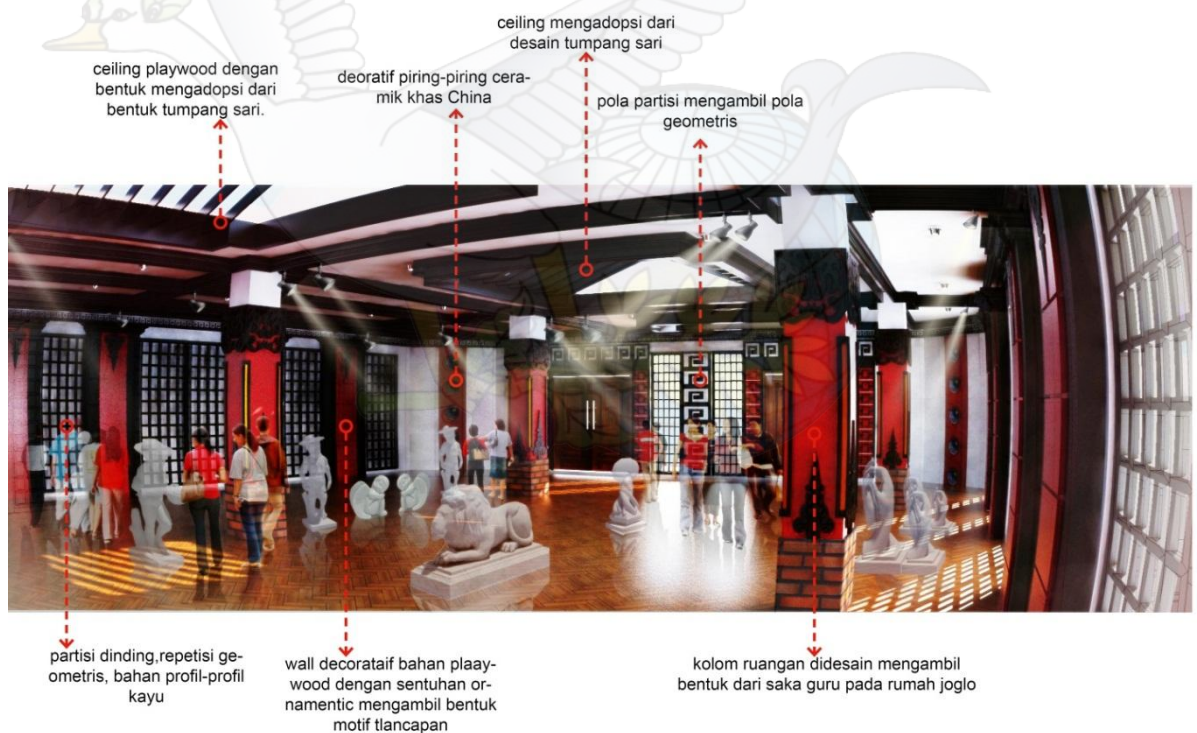 ceiling mengadopsi dari
desain tumpang sari
ceiling playwood dengan
bentuk mengadopsi dari
bentuk tumpang sari.
deoratif piring-piring cera-
mik khas China
pola partisi mengambil pola
geometris
partisi dinding,repetisi ge-
ometris, bahan profil-profil
kayu
wall decorataif bahan plaay-
wood dengan sentuhan or-
namentic mengambil bentuk
motif tlancapan
kolom ruangan didesain mengambil
bentuk dari saka guru pada rumah joglo